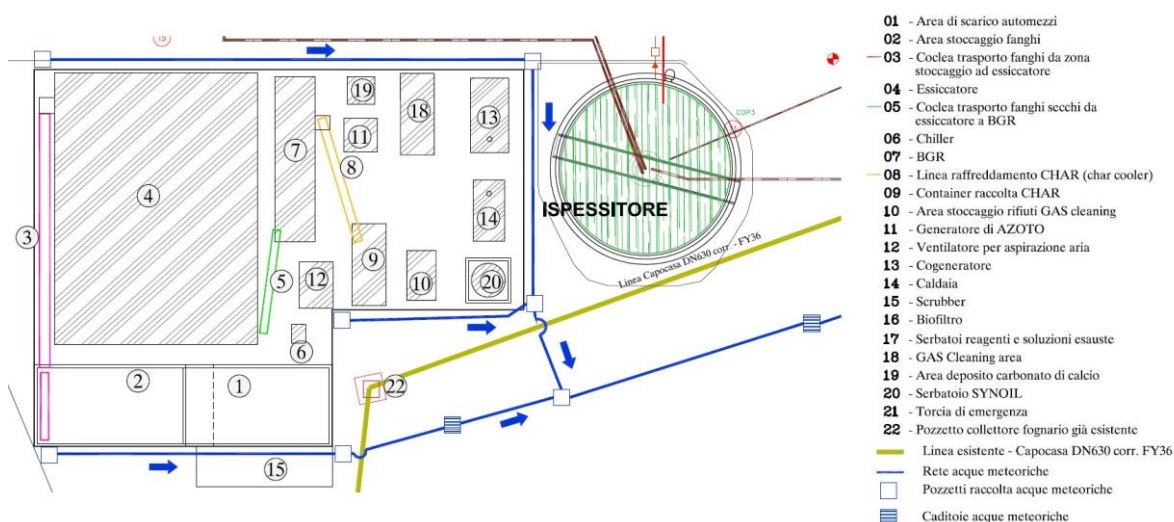 15
19
18
13
7
11
8
4
COP3
14
ISPESSITORE
3
5
12
9
10
20
Linea Capocasa DN630 corr. - FY36
6
2
1
22
15
01 - Area di scarico automezzi
02 - Area stoccaggio fanghi
03 - Coclea trasporto fanghi da zona
stoccaggio ad essiccatore
04 - Essiccatore
05 - Coclea trasporto fanghi secchi da
essiccatore a BGR
06 - Chiller
07 - BGR
08 - Linea raffreddamento CHAR (char cooler)
09 - Container raccolta CHAR
10 - Area stoccaggio rifiuti GAS cleaning
11 - Generatore di AZOTO
12 - Ventilatore per aspirazione aria
13 - Cogeneratore
14 - Caldaia
15 - Scrubber
16 - Biofiltro
17 - Serbatoi reagenti e soluzioni esauste
18 - GAS Cleaning area
19 - Area deposito carbonato di calcio
20 - Serbatoio SYNOIL
21 - Torcia di emergenza
22 - Pozzetto collettore fognario già esistente
Linea esistente - Capocasa DN630 corr. FY36
Rete acque meteoriche
Pozzetti raccolta acque meteoriche
Caditoie acque meteoriche